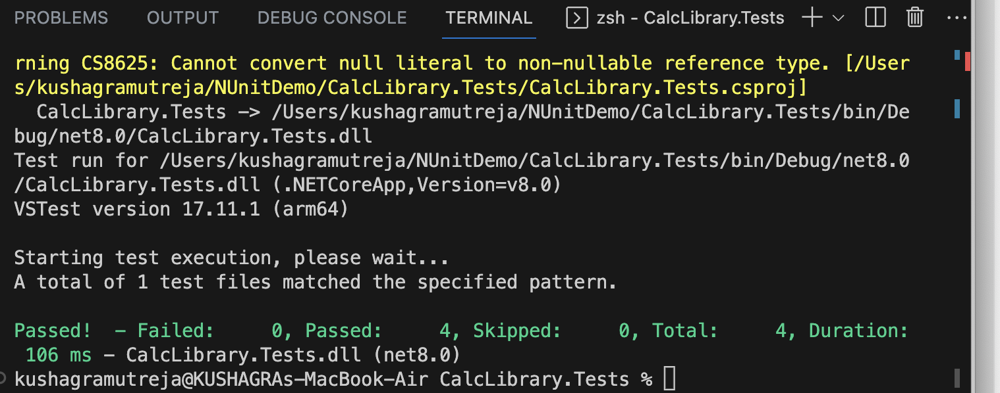 PROBLEMS OUTPUT DEBUG CONSOLE TERMINAL zsh - CalcLibrary.Tests
rning CS8625: Cannot convert null literal to non-nullable reference type. [/User
s/kushagramutreja/NUnitDemo/CalcLibrary.Tests/CalcLibrary.Tests.csproj]
  CalcLibrary.Tests -> /Users/kushagramutreja/NUnitDemo/CalcLibrary.Tests/bin/De
bug/net8.0/CalcLibrary.Tests.dll
Test run for /Users/kushagramutreja/NUnitDemo/CalcLibrary.Tests/bin/Debug/net8.0
/CalcLibrary.Tests.dll (.NETCoreApp,Version=v8.0)
VSTest version 17.11.1 (arm64)
Starting test execution, please wait...
A total of 1 test files matched the specified pattern.
Passed!  - Failed:     0, Passed:     4, Skipped:     0, Total:     4, Duration:
 106 ms - CalcLibrary.Tests.dll (net8.0)
kushagramutreja@KUSHAGRAs-MacBook-Air CalcLibrary.Tests %